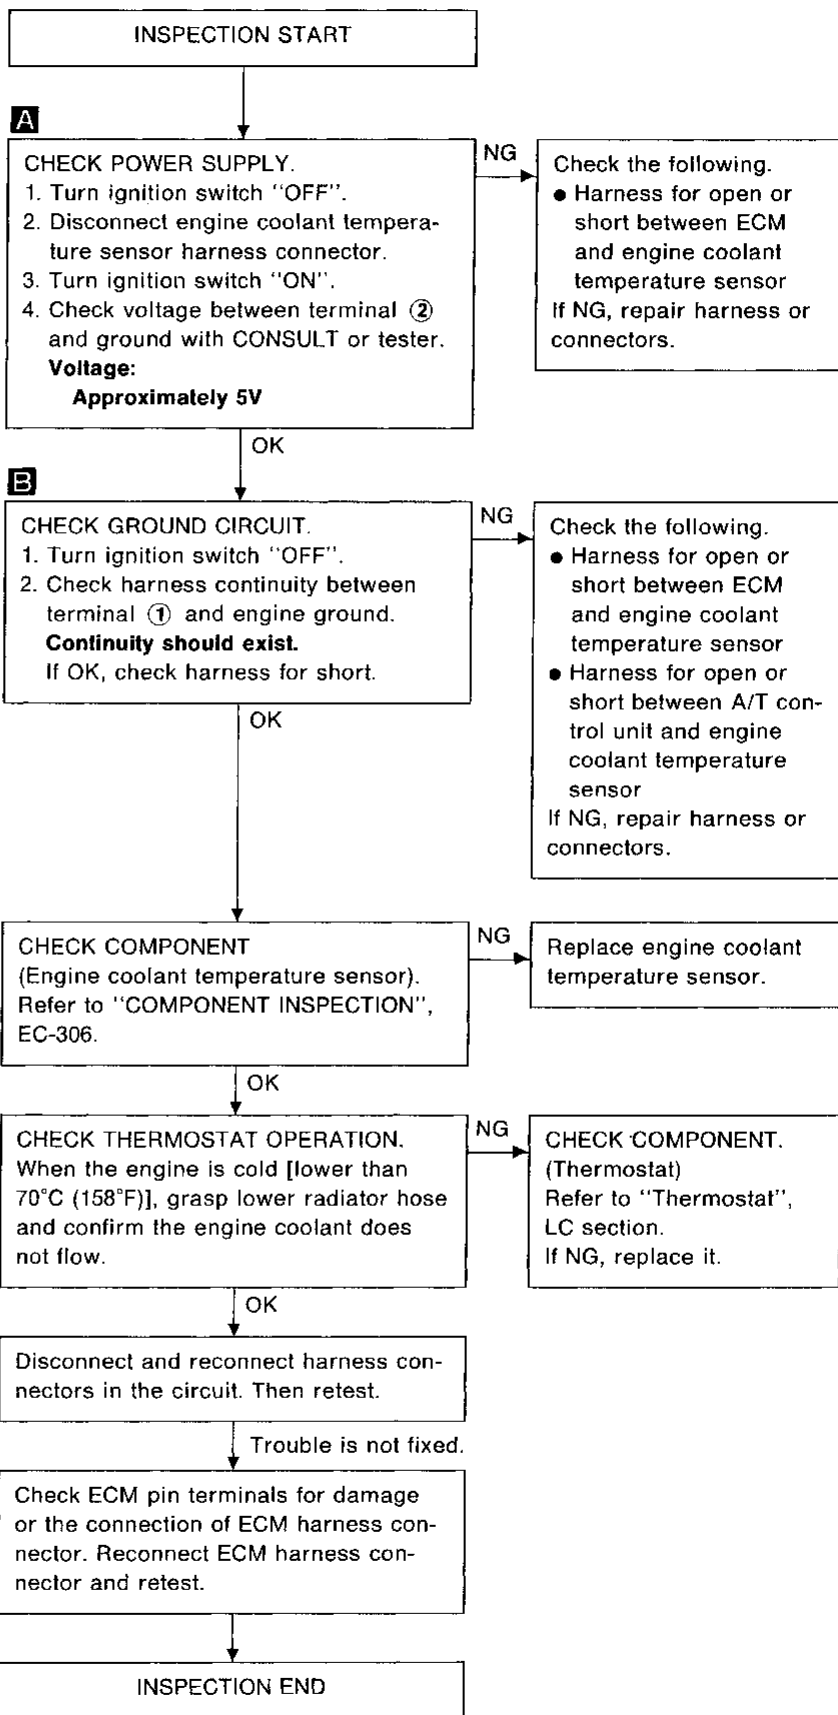 INSPECTION START
A
CHECK POWER SUPPLY.
1. Turn ignition switch "OFF".
2. Disconnect engine coolant tempera-
ture sensor harness connector.
3. Turn ignition switch "ON".
4. Check voltage between terminal ②
and ground with CONSULT or tester.
Voltage:
Approximately 5V
NG
Check the following.
● Harness for open or
short between ECM
and engine coolant
temperature sensor
If NG, repair harness or
connectors.
OK
B
CHECK GROUND CIRCUIT.
1. Turn ignition switch "OFF".
2. Check harness continuity between
terminal ① and engine ground.
Continuity should exist.
If OK, check harness for short.
NG
Check the following.
● Harness for open or
short between ECM
and engine coolant
temperature sensor
● Harness for open or
short between A/T con-
trol unit and engine
coolant temperature
sensor
If NG, repair harness or
connectors.
OK
CHECK COMPONENT
(Engine coolant temperature sensor).
Refer to "COMPONENT INSPECTION",
EC-306.
NG
Replace engine coolant
temperature sensor.
OK
CHECK THERMOSTAT OPERATION.
When the engine is cold [lower than
70°C (158°F)], grasp lower radiator hose
and confirm the engine coolant does
not flow.
NG
CHECK COMPONENT.
(Thermostat)
Refer to "Thermostat",
LC section.
If NG, replace it.
OK
Disconnect and reconnect harness con-
nectors in the circuit. Then retest.
Trouble is not fixed.
Check ECM pin terminals for damage
or the connection of ECM harness con-
nector. Reconnect ECM harness con-
nector and retest.
INSPECTION END